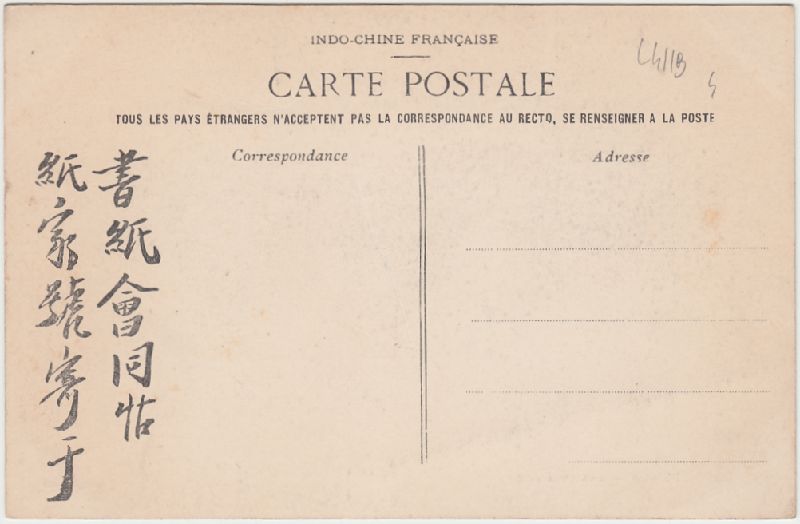 INDO-CHINE FRANÇAISE
CARTE POSTALE
TOUS LES PAYS ÉTRANGERS N'ACCEPTENT PAS LA CORRESPONDANCE AU RECTO, SE RENSEIGNER A LA POSTE
Correspondance
Adresse
書紙會同帖
紙家號寄于